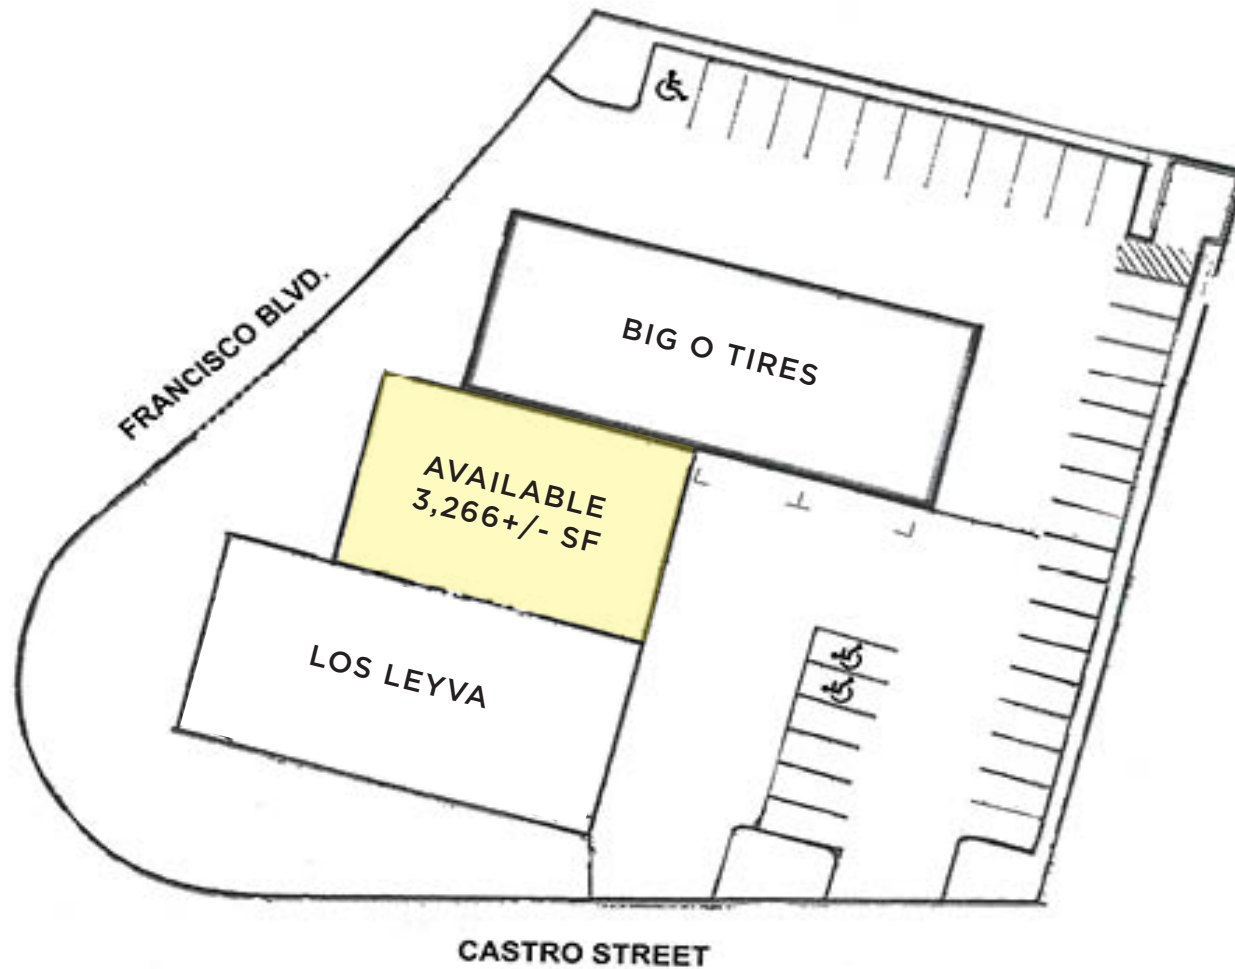 FRANCISCO BLVD.
BIG O TIRES
AVAILABLE
3,266+/- SF
LOS LEYVA
CASTRO STREET